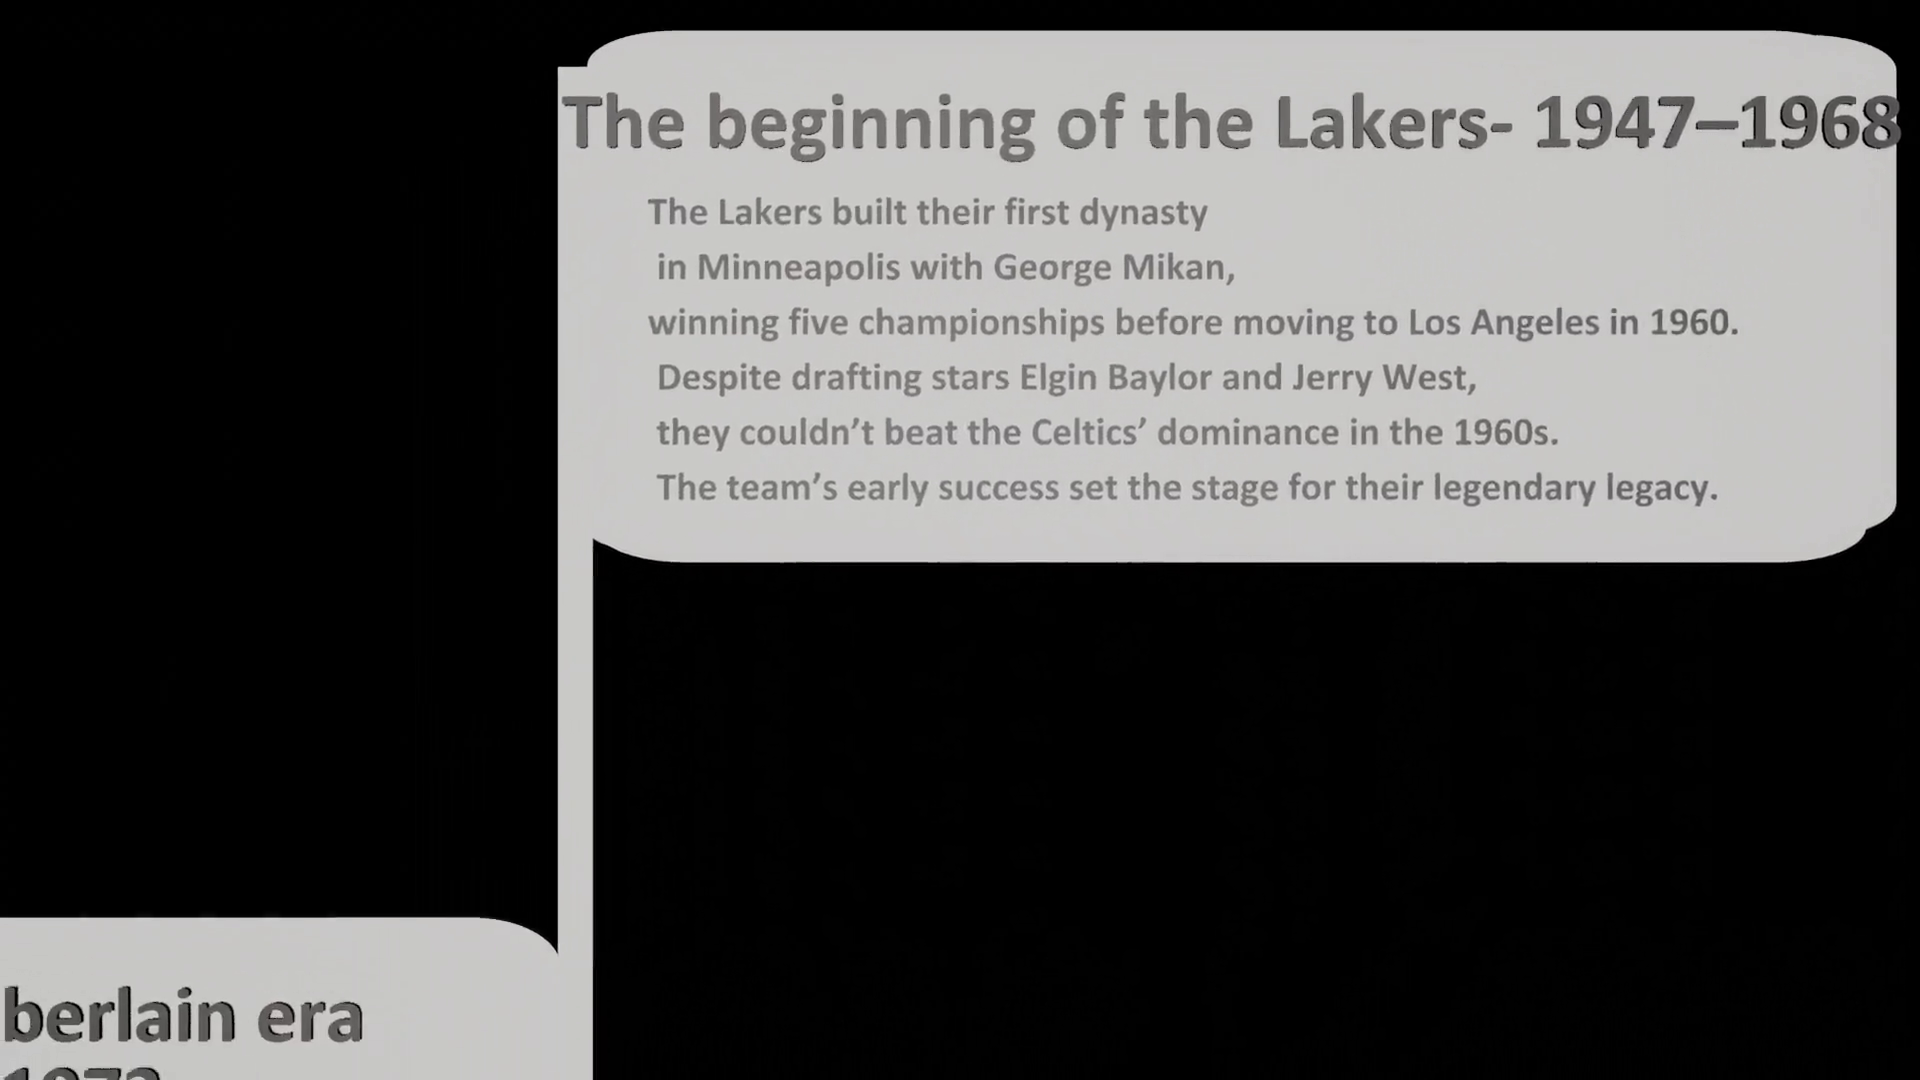 The beginning of the Lakers- 1947–1968
The Lakers built their first dynasty
in Minneapolis with George Mikan,
winning five championships before moving to Los Angeles in 1960.
Despite drafting stars Elgin Baylor and Jerry West,
they couldn’t beat the Celtics’ dominance in the 1960s.
The team’s early success set the stage for their legendary legacy.
berlain era